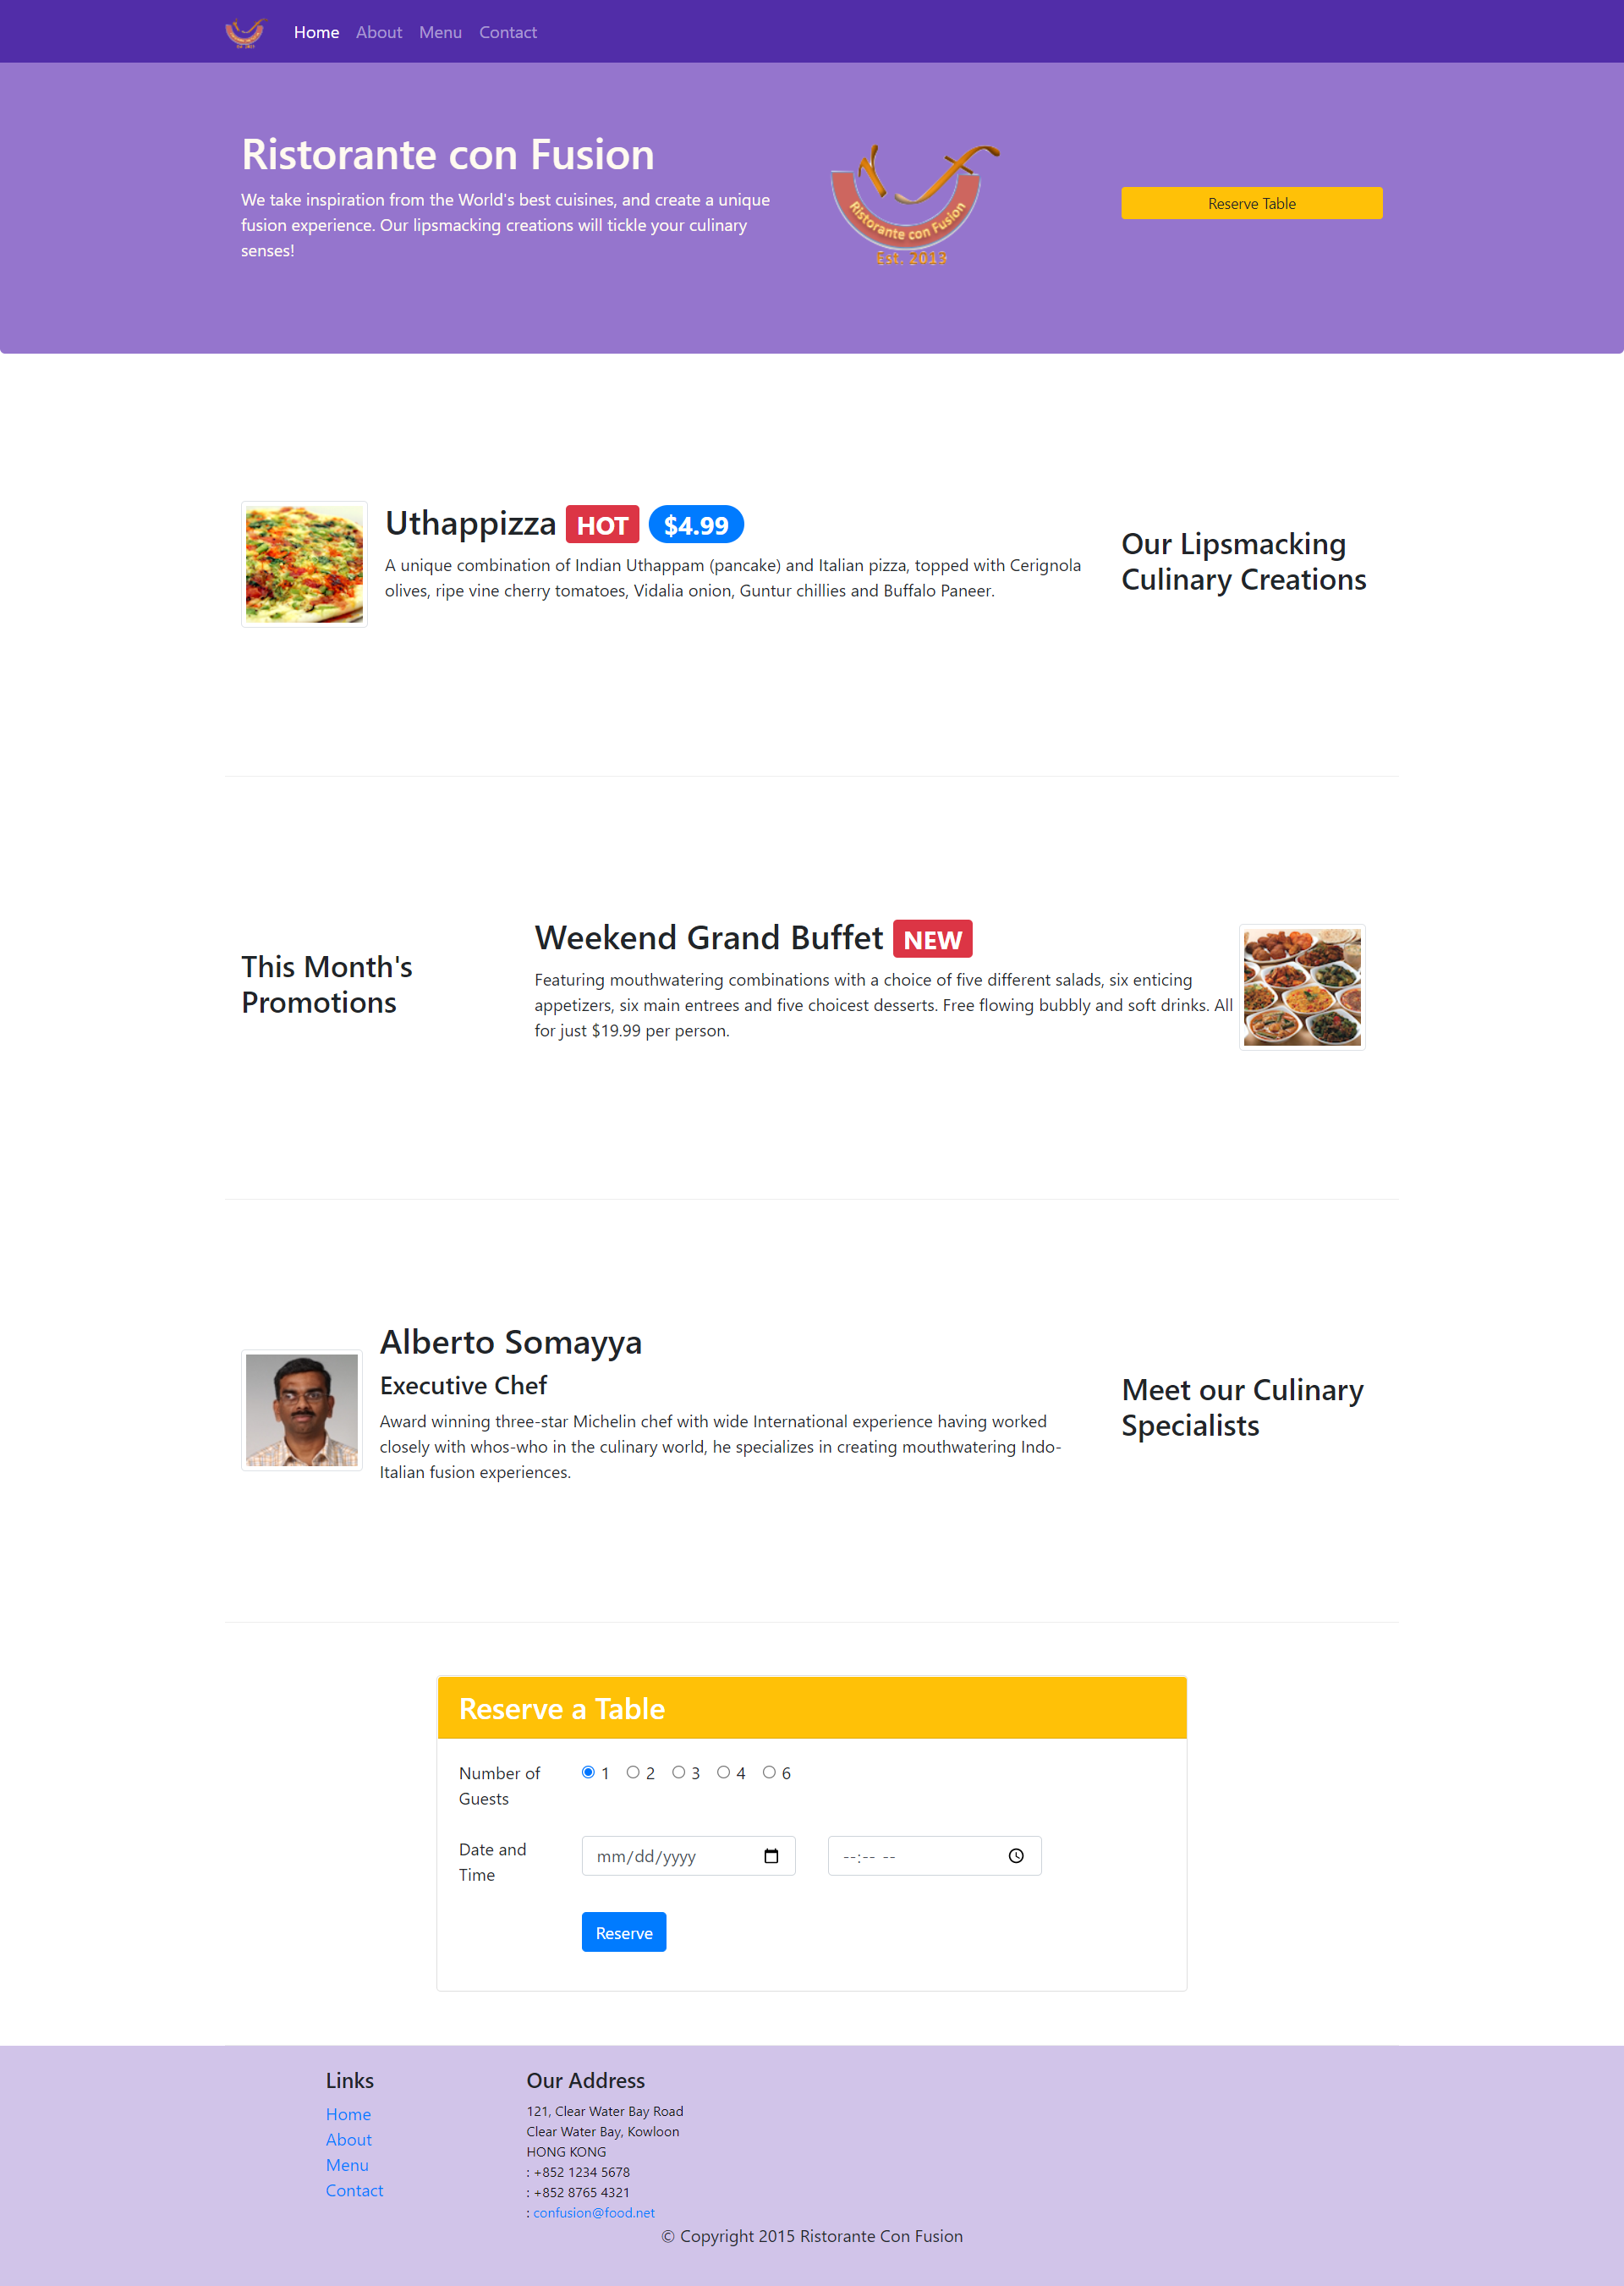 Home About Menu Contact
Ristorante con Fusion
We take inspiration from the World's best cuisines, and create a unique
fusion experience. Our lipsmacking creations will tickle your culinary
senses!
Ristorante con Fusion
Est. 2013
Reserve Table
Uthappizza HOT $4.99
A unique combination of Indian Uthappam (pancake) and Italian pizza, topped with Cerignola
olives, ripe vine cherry tomatoes, Vidalia onion, Guntur chillies and Buffalo Paneer.
Our Lipsmacking
Culinary Creations
This Month's
Promotions
Weekend Grand Buffet NEW
Featuring mouthwatering combinations with a choice of five different salads, six enticing
appetizers, six main entrees and five choicest desserts. Free flowing bubbly and soft drinks. All
for just $19.99 per person.
Alberto Somayya
Executive Chef
Award winning three-star Michelin chef with wide International experience having worked
closely with whos-who in the culinary world, he specializes in creating mouthwatering Indo-
Italian fusion experiences.
Meet our Culinary
Specialists
Reserve a Table
Number of
Guests
1 2 3 4 6
Date and
Time
mm/dd/yyyy
--:-- --
Reserve
Links
Home
About
Menu
Contact
Our Address
121, Clear Water Bay Road
Clear Water Bay, Kowloon
HONG KONG
: +852 1234 5678
: +852 8765 4321
: confusion@food.net
© Copyright 2015 Ristorante Con Fusion